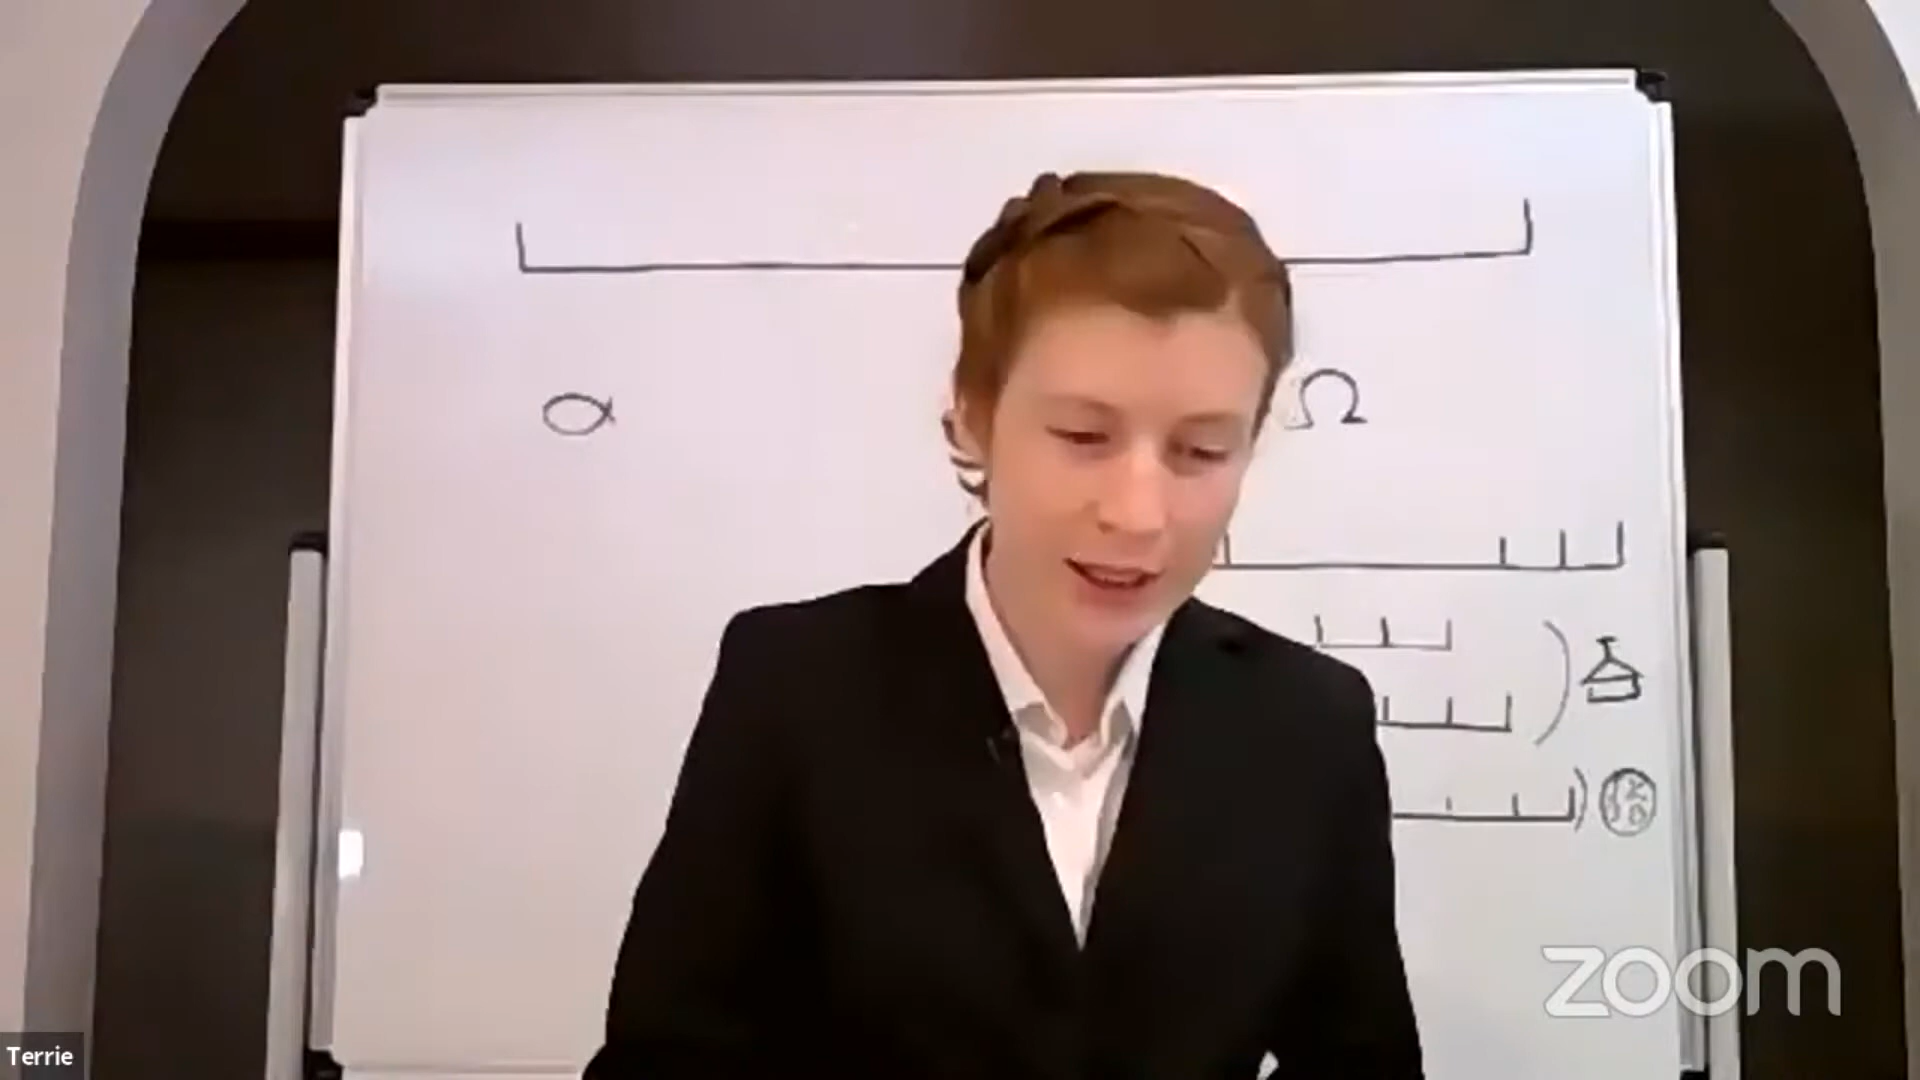 α Ω
zoom
Terrie